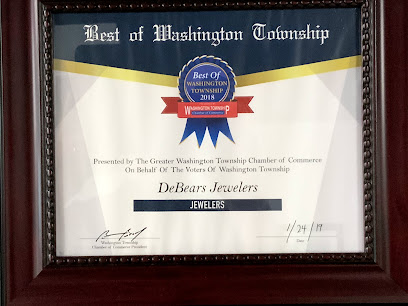 Best of Washington Township
Best Of
WASHINGTON
TOWNSHIP
2018
WASHINGTON TOWNSHIP
Chamber of Commerce
Presented by The Greater Washington Township Chamber of Commerce
On Behalf Of The Voters Of Washington Township
DeBears Jewelers
JEWELERS
1/24/19
Washington Township
Chamber of Commerce President
Date